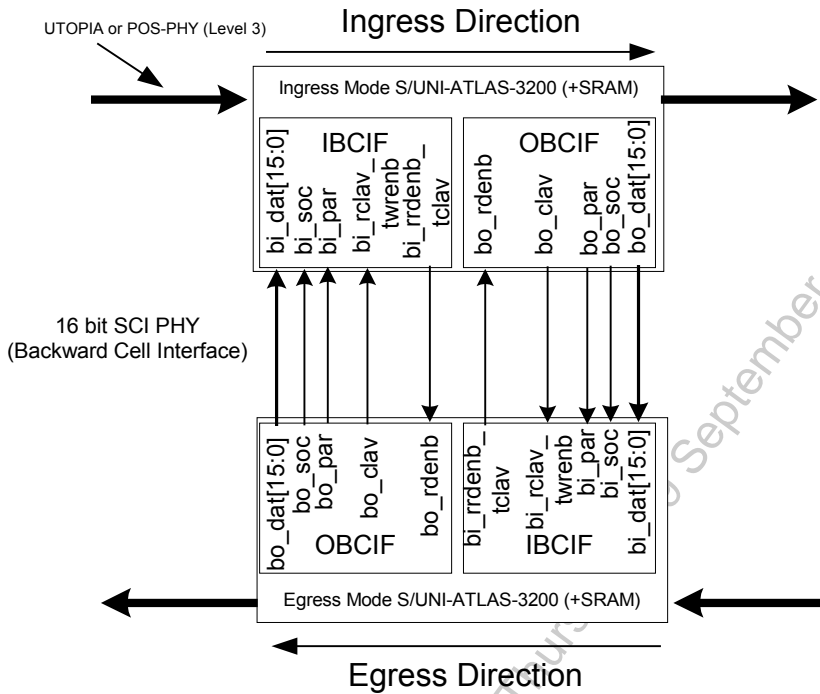 Ingress Direction
UTOPIA or POS-PHY (Level 3)
Ingress Mode S/UNI-ATLAS-3200 (+SRAM)
IBCIF
OBCIF
bi_dat[15:0]
bi_soc
bi_par
bi_rclav_
twrenb
bi_rrdenb_
tclav
bo_rdenb
bo_clav
bo_par
bo_soc
bo_dat[15:0]
16 bit SCI PHY
(Backward Cell Interface)
bo_dat[15:0]
bo_soc
bo_par
bo_clav
bo_rdenb
bi_rrdenb_
tclav
bi_rclav_
twrenb
bi_par
bi_soc
bi_dat[15:0]
OBCIF
IBCIF
Egress Mode S/UNI-ATLAS-3200 (+SRAM)
Egress Direction
September